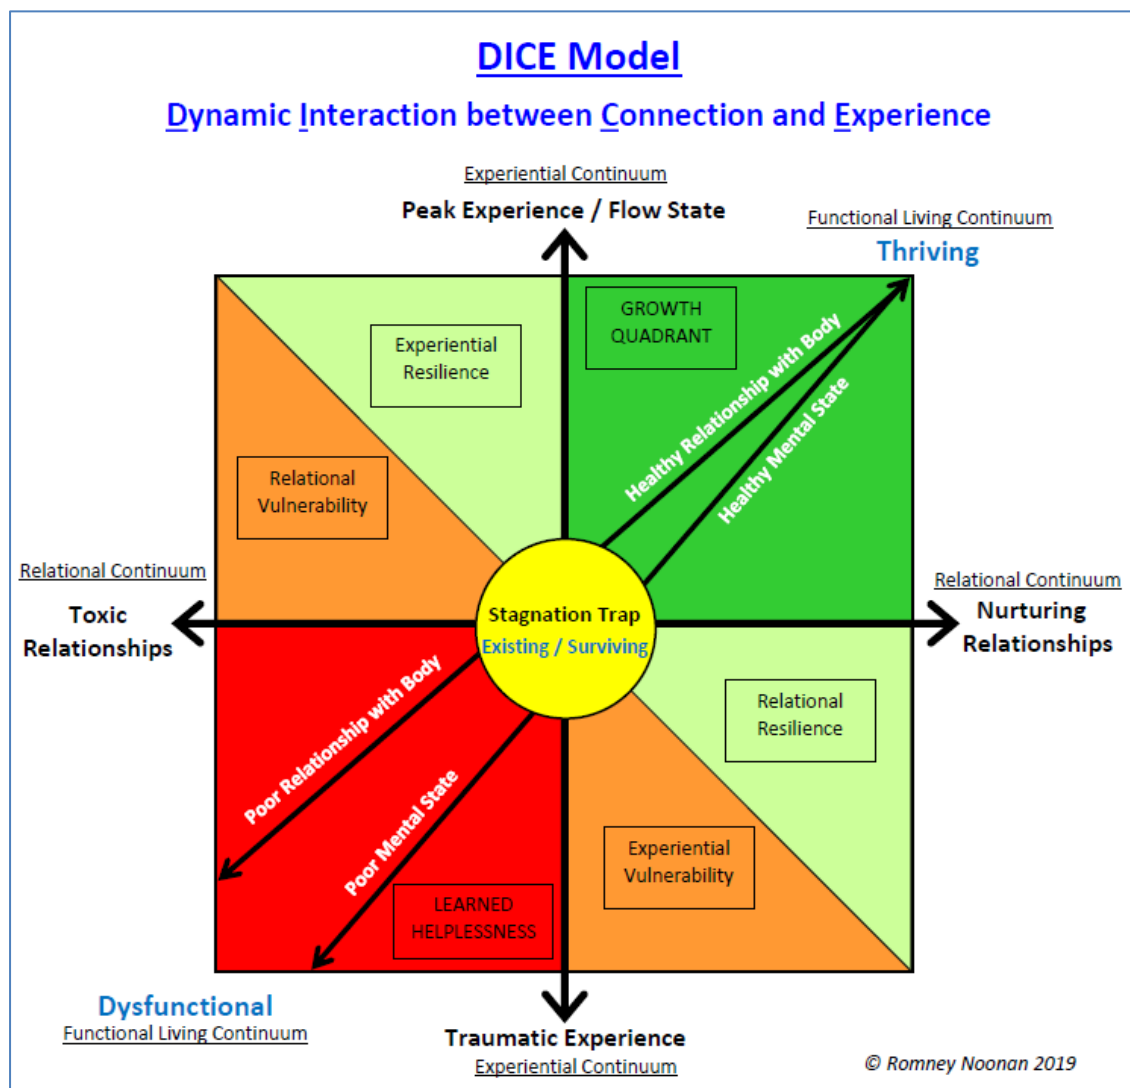 DICE Model
Dynamic Interaction between Connection and Experience
Experiential Continuum
Peak Experience / Flow State
Functional Living Continuum
Thriving
GROWTH
QUADRANT
Experiential
Resilience
Healthy Relationship with Body
Healthy Mental State
Relational
Vulnerability
Relational Continuum
Toxic
Relationships
Stagnation Trap
Existing / Surviving
Relational Continuum
Nurturing
Relationships
Relational
Resilience
Poor Relationship with Body
Poor Mental State
Experiential
Vulnerability
LEARNED
HELPLESSNESS
Dysfunctional
Functional Living Continuum
Traumatic Experience
Experiential Continuum
© Romney Noonan 2019